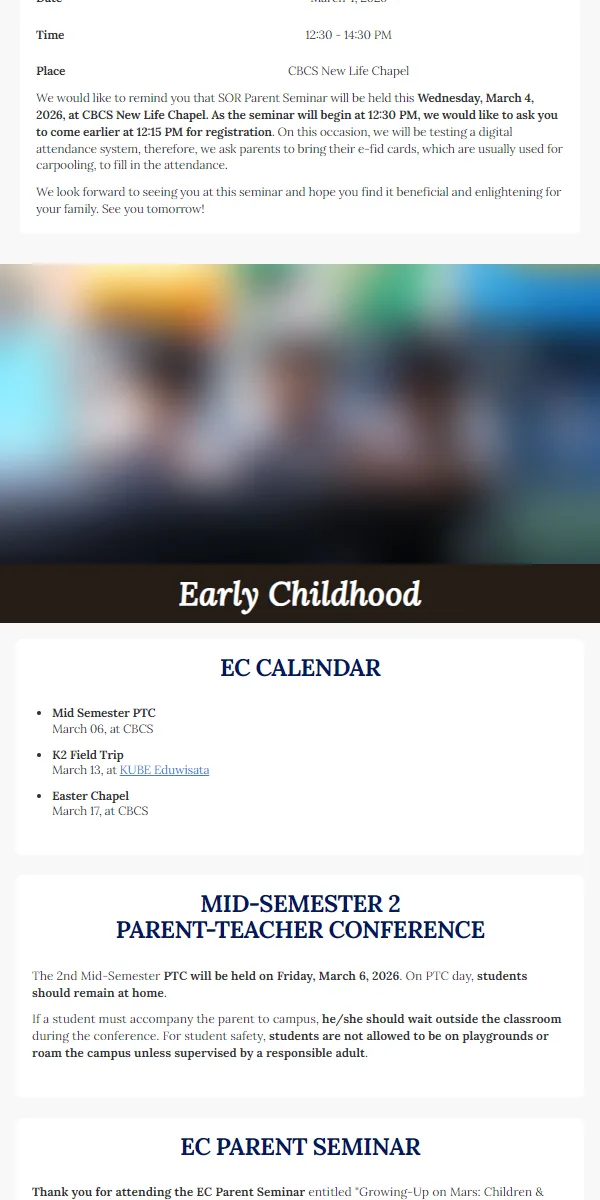 Date March 4, 2026
Time 12:30 - 14:30 PM
Place CBCS New Life Chapel
We would like to remind you that SOR Parent Seminar will be held this Wednesday, March 4,
2026, at CBCS New Life Chapel. As the seminar will begin at 12:30 PM, we would like to ask you
to come earlier at 12:15 PM for registration. On this occasion, we will be testing a digital
attendance system, therefore, we ask parents to bring their e-fid cards, which are usually used for
carpooling, to fill in the attendance.
We look forward to seeing you at this seminar and hope you find it beneficial and enlightening for
your family. See you tomorrow!
Early Childhood
EC CALENDAR
• Mid Semester PTC
March 06, at CBCS
• K2 Field Trip
March 13, at KUBE Eduwisata
• Easter Chapel
March 17, at CBCS
MID-SEMESTER 2
PARENT-TEACHER CONFERENCE
The 2nd Mid-Semester PTC will be held on Friday, March 6, 2026. On PTC day, students
should remain at home.
If a student must accompany the parent to campus, he/she should wait outside the classroom
during the conference. For student safety, students are not allowed to be on playgrounds or
roam the campus unless supervised by a responsible adult.
EC PARENT SEMINAR
Thank you for attending the EC Parent Seminar entitled "Growing-Up on Mars: Children &